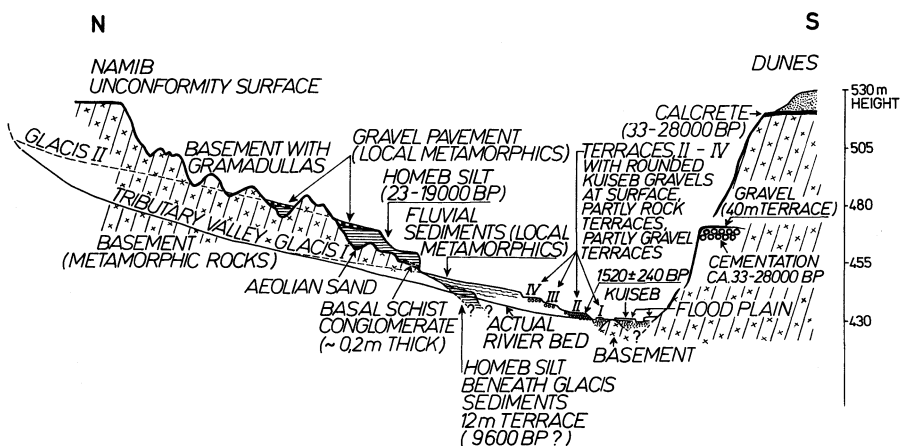 N
S
NAMIB
UNCONFORMITY SURFACE
DUNES
530 m
HEIGHT
CALCRETE
(33-28000 BP)
GLACIS II
BASEMENT WITH
GRAMADULLAS
GRAVEL PAVEMENT
(LOCAL METAMORPHICS)
HOMEB SILT
(23-19000 BP)
FLUVIAL
SEDIMENTS (LOCAL
METAMORPHICS)
TERRACES II - IV
WITH ROUNDED
KUISEB GRAVELS
AT SURFACE,
PARTLY ROCK
TERRACES,
PARTLY GRAVEL
TERRACES
505
480
GRAVEL
(40m TERRACE)
TRIBUTARY VALLEY - GLACIS I
BASEMENT
(METAMORPHIC ROCKS)
CEMENTATION
CA.33-28000 BP
455
1520± 240 BP
KUISEB
AEOLIAN SAND
IV
III
II
I
FLOOD PLAIN
430
BASAL SCHIST
CONGLOMERATE
(~ 0,2m THICK)
? ?
ACTUAL
RIVIER BED
?
BASEMENT
HOMEB SILT
BENEATH GLACIS
SEDIMENTS
12m TERRACE
( 9600 BP ? )